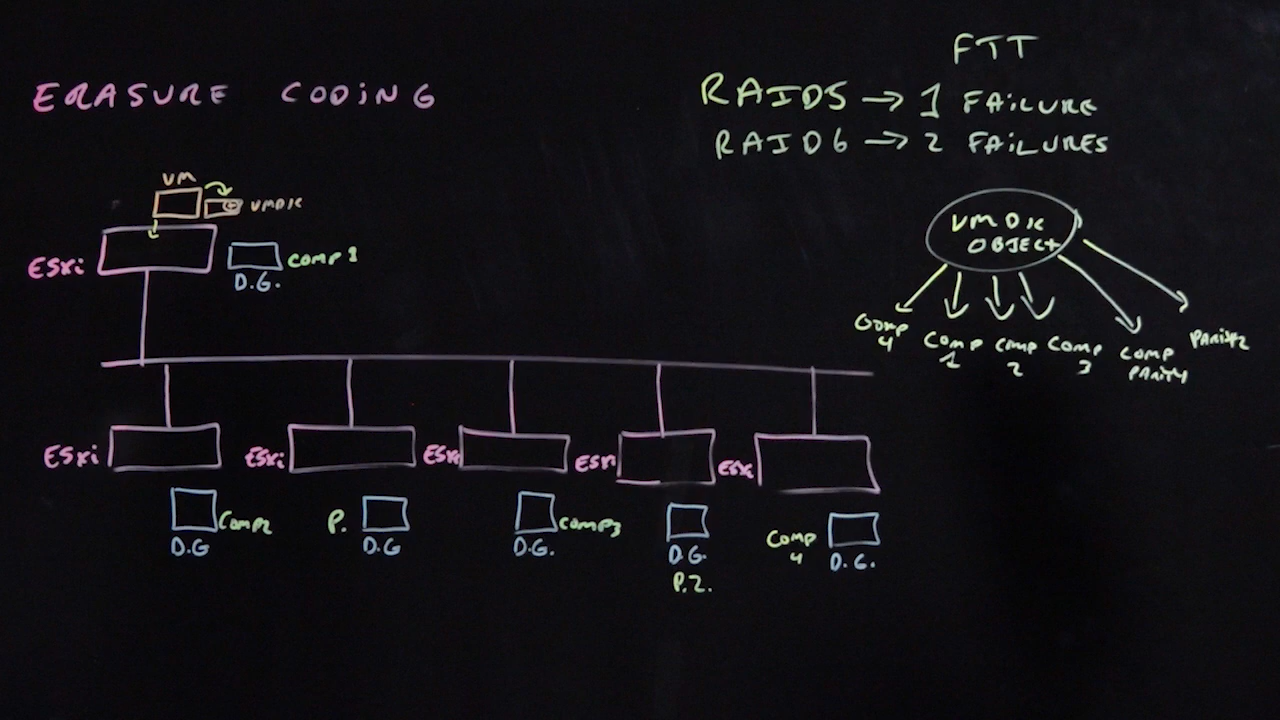 ERASURE CODING
FTT
RAID5 → 1 FAILURE
RAID6 → 2 FAILURES
VM
VMDK
ESXi
D.G.
COMP 1
VMDK
OBJECT
COMP
4
COMP
1
COMP
2
COMP
3
COMP
PARITY
PARITY2
ESXi
ESXi
ESXi
ESXi
ESXi
D.G
COMP2
P.
D.G
D.G.
COMP3
D.G.
P.2.
COMP
4
D.G.